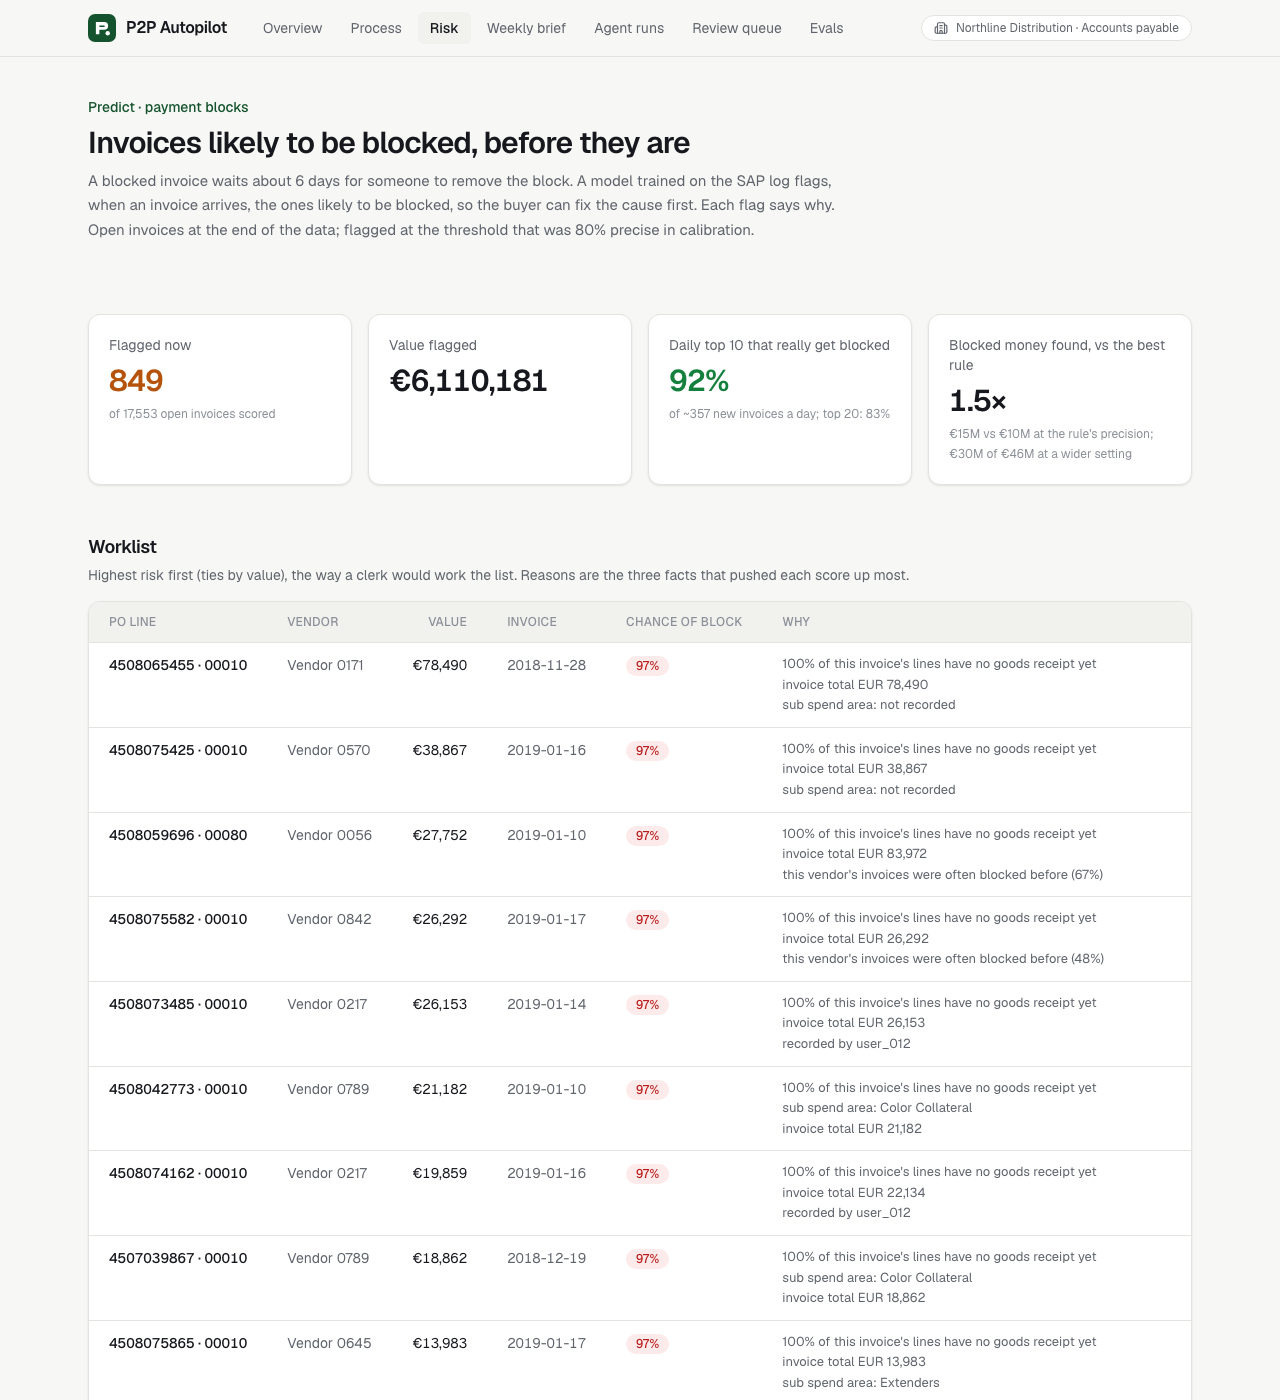 P2P Autopilot
Overview
Process
Risk
Weekly brief
Agent runs
Review queue
Evals
Northline Distribution · Accounts payable
Predict · payment blocks
Invoices likely to be blocked, before they are
A blocked invoice waits about 6 days for someone to remove the block. A model trained on the SAP log flags,
when an invoice arrives, the ones likely to be blocked, so the buyer can fix the cause first. Each flag says why.
Open invoices at the end of the data; flagged at the threshold that was 80% precise in calibration.
Flagged now
849
of 17,553 open invoices scored
Value flagged
€6,110,181
Daily top 10 that really get blocked
92%
of ~357 new invoices a day; top 20: 83%
Blocked money found, vs the best
rule
1.5×
€15M vs €10M at the rule's precision;
€30M of €46M at a wider setting
Worklist
Highest risk first (ties by value), the way a clerk would work the list. Reasons are the three facts that pushed each score up most.
PO LINE VENDOR VALUE INVOICE CHANCE OF BLOCK WHY
4508065455 · 00010 Vendor 0171 €78,490 2018-11-28 97% 100% of this invoice's lines have no goods receipt yet
invoice total EUR 78,490
sub spend area: not recorded
4508075425 · 00010 Vendor 0570 €38,867 2019-01-16 97% 100% of this invoice's lines have no goods receipt yet
invoice total EUR 38,867
sub spend area: not recorded
4508059696 · 00080 Vendor 0056 €27,752 2019-01-10 97% 100% of this invoice's lines have no goods receipt yet
invoice total EUR 83,972
this vendor's invoices were often blocked before (67%)
4508075582 · 00010 Vendor 0842 €26,292 2019-01-17 97% 100% of this invoice's lines have no goods receipt yet
invoice total EUR 26,292
this vendor's invoices were often blocked before (48%)
4508073485 · 00010 Vendor 0217 €26,153 2019-01-14 97% 100% of this invoice's lines have no goods receipt yet
invoice total EUR 26,153
recorded by user_012
4508042773 · 00010 Vendor 0789 €21,182 2019-01-10 97% 100% of this invoice's lines have no goods receipt yet
sub spend area: Color Collateral
invoice total EUR 21,182
4508074162 · 00010 Vendor 0217 €19,859 2019-01-16 97% 100% of this invoice's lines have no goods receipt yet
invoice total EUR 22,134
recorded by user_012
4507039867 · 00010 Vendor 0789 €18,862 2018-12-19 97% 100% of this invoice's lines have no goods receipt yet
sub spend area: Color Collateral
invoice total EUR 18,862
4508075865 · 00010 Vendor 0645 €13,983 2019-01-17 97% 100% of this invoice's lines have no goods receipt yet
invoice total EUR 13,983
sub spend area: Extenders